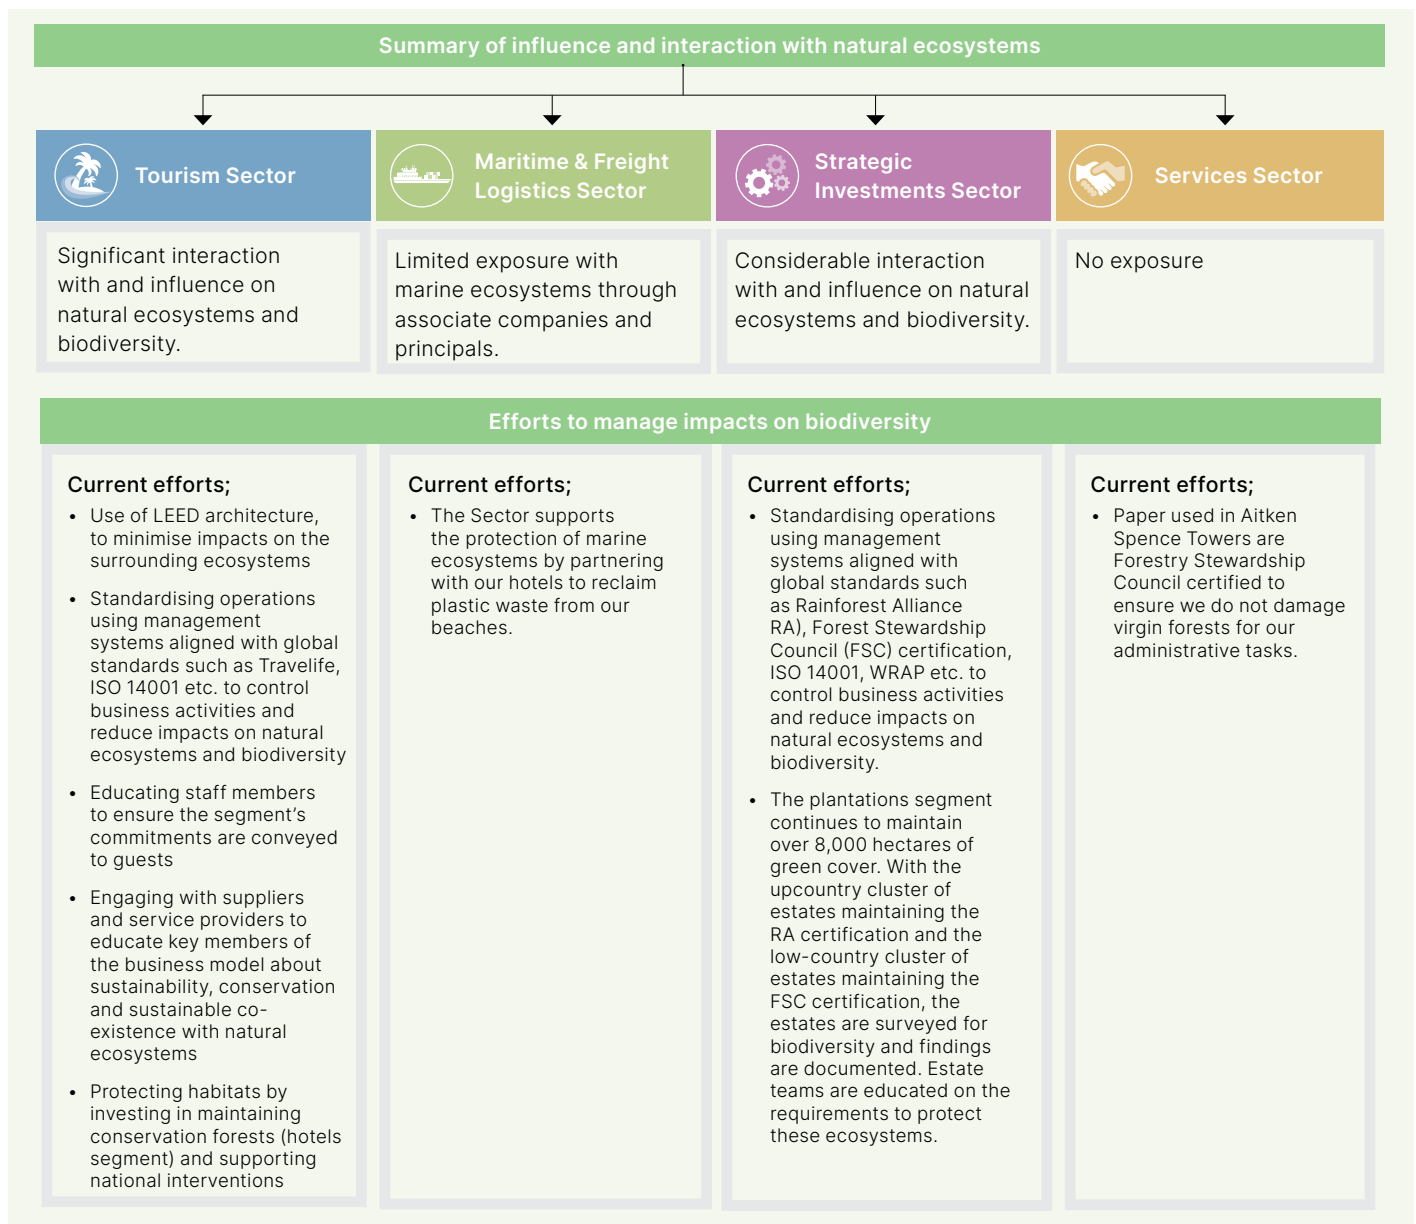 Summary of influence and interaction with natural ecosystems
Tourism Sector
Significant interaction
with and influence on
natural ecosystems and
biodiversity.
Maritime & Freight
Logistics Sector
Limited exposure with
marine ecosystems through
associate companies and
principals.
Strategic
Investments Sector
Considerable interaction
with and influence on natural
ecosystems and biodiversity.
Services Sector
No exposure
Efforts to manage impacts on biodiversity
Current efforts;
• Use of LEED architecture,
to minimise impacts on the
surrounding ecosystems
• Standardising operations
using management
systems aligned with global
standards such as Travelife,
ISO 14001 etc. to control
business activities and
reduce impacts on natural
ecosystems and biodiversity
• Educating staff members
to ensure the segment's
commitments are conveyed
to guests
• Engaging with suppliers
and service providers to
educate key members of
the business model about
sustainability, conservation
and sustainable co-
existence with natural
ecosystems
• Protecting habitats by
investing in maintaining
conservation forests (hotels
segment) and supporting
national interventions
Current efforts;
• The Sector supports
the protection of marine
ecosystems by partnering
with our hotels to reclaim
plastic waste from our
beaches.
Current efforts;
• Standardising operations
using management
systems aligned with
global standards such
as Rainforest Alliance
RA), Forest Stewardship
Council (FSC) certification,
ISO 14001, WRAP etc. to
control business activities
and reduce impacts on
natural ecosystems and
biodiversity.
• The plantations segment
continues to maintain
over 8,000 hectares of
green cover. With the
upcountry cluster of
estates maintaining the
RA certification and the
low-country cluster of
estates maintaining the
FSC certification, the
estates are surveyed for
biodiversity and findings
are documented. Estate
teams are educated on the
requirements to protect
these ecosystems.
Current efforts;
• Paper used in Aitken
Spence Towers are
Forestry Stewardship
Council certified to
ensure we do not damage
virgin forests for our
administrative tasks.